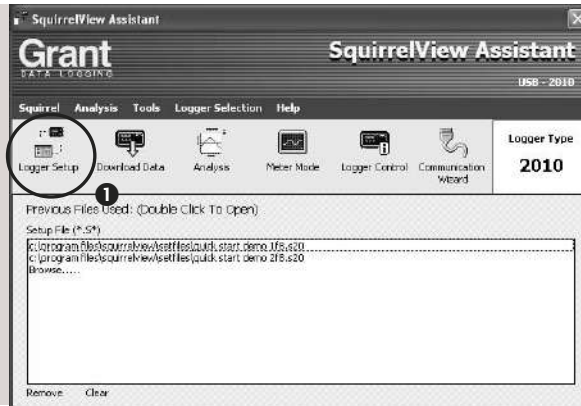 SquirrelView Assistant
Grant
DATA LOGGING
SquirrelView Assistant
USB - 2010
Squirrel Analysis Tools Logger Selection Help
Logger Setup
Download Data
Analysis
Meter Mode
Logger Control
Communication
Wizard
Logger Type
2010
1
Previous Files Used: (Double Click To Open)
Setup File (*.S*)
c:\program files\squirrelview\setfiles\quick start demo 1f8.s20
c:\program files\squirrelview\setfiles\quick start demo 2f8.s20
Browse.....
Remove Clear